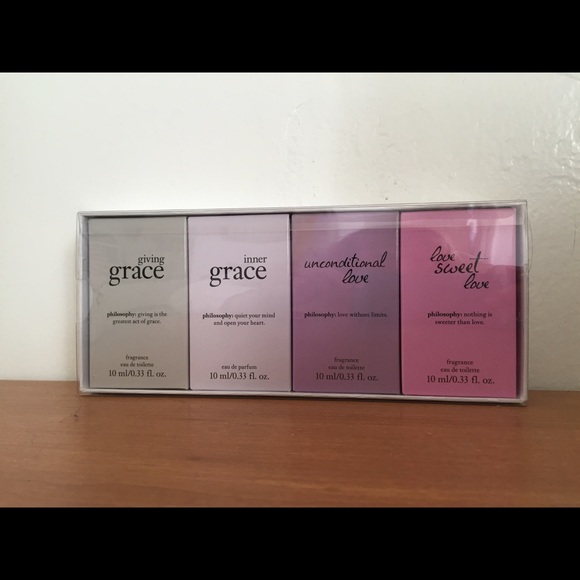 giving
grace
philosophy: giving is the
greatest act of grace.
fragrance
eau de toilette
10 ml/0.33 fl. oz.
inner
grace
philosophy: quiet your mind
and open your heart.
eau de parfum
10 ml/0.33 fl. oz.
unconditional
love
philosophy: love without limits.
fragrance
eau de toilette
10 ml/0.33 fl. oz.
love
sweet
love
philosophy: nothing is
sweeter than love.
fragrance
eau de toilette
10 ml/0.33 fl. oz.